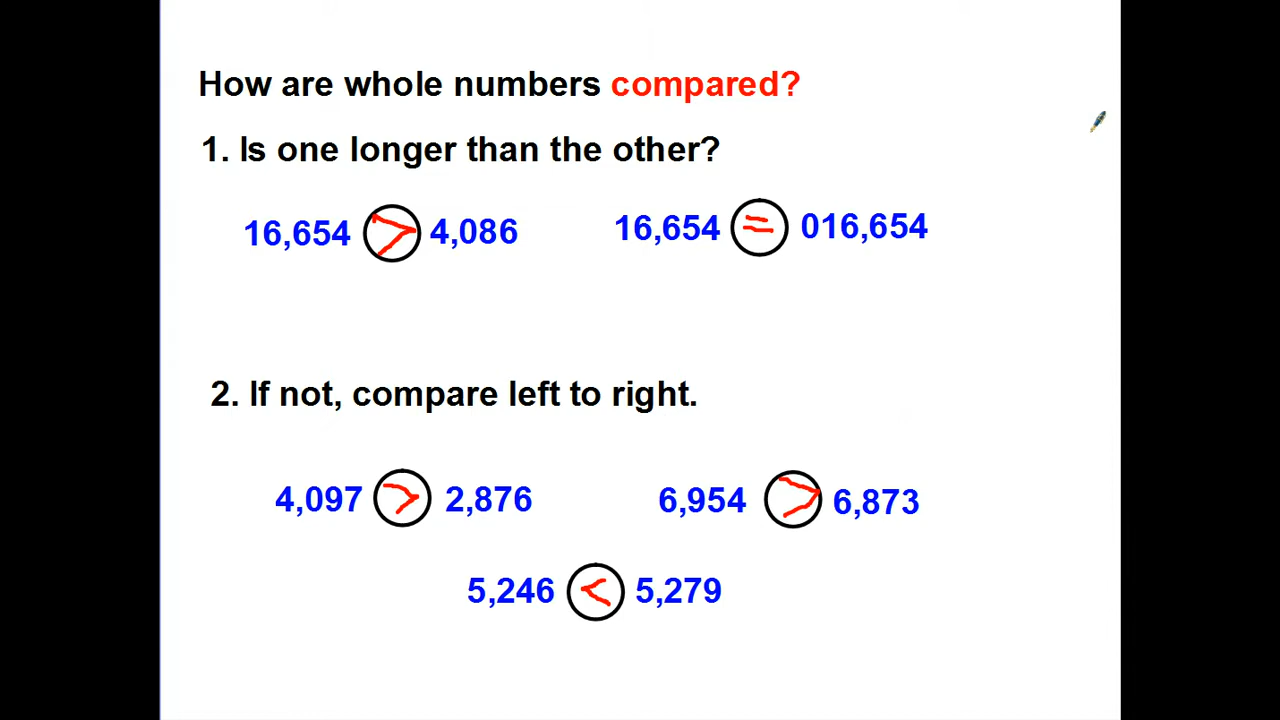 How are whole numbers compared?
1. Is one longer than the other?
16,654 > 4,086 16,654 = 016,654
2. If not, compare left to right.
4,097 > 2,876 6,954 > 6,873
5,246 < 5,279